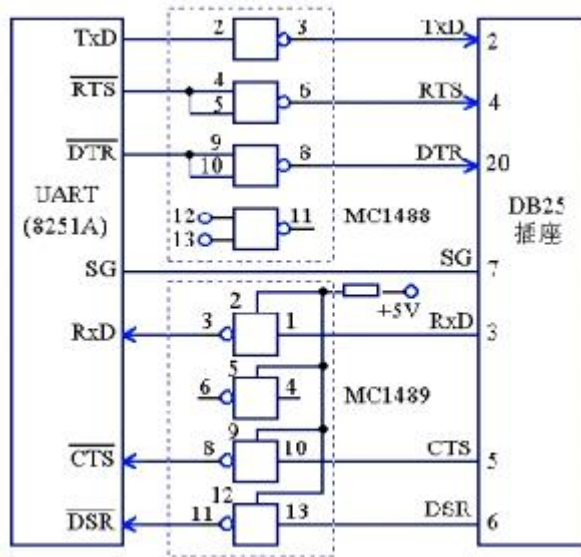 TxD 2 3 TxD 2
RTS 4 6 RTS 4
5
DTR 9 8 DTR 20
10
UART
(8251A)
12 11 MC1488
13
DB25
插座
SG SG 7
2 +5V
RxD 3 1 RxD 3
5
6 4 MC1489
9
CTS 8 10 CTS 5
12
DSR 11 13 DSR 6